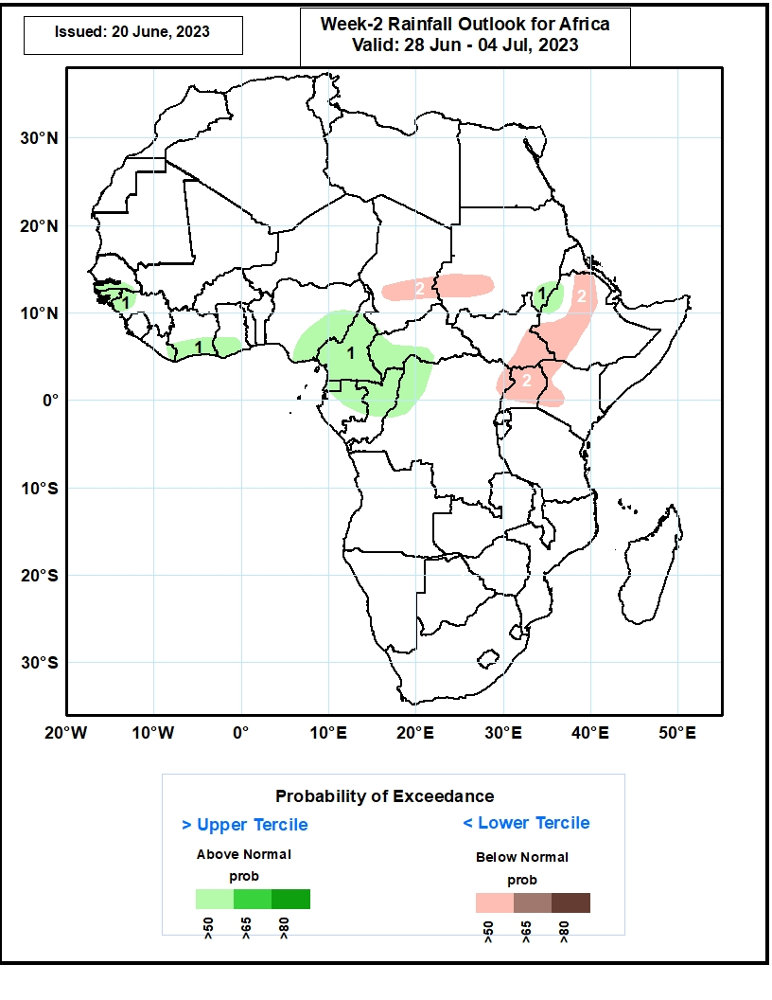 Issued: 20 June, 2023
Week-2 Rainfall Outlook for Africa
Valid: 28 Jun - 04 Jul, 2023
30°N
20°N
10°N
0°
10°S
20°S
30°S
2
1
2
1
1
1
2
20°W
10°W
0°
10°E
20°E
30°E
40°E
50°E
Probability of Exceedance
> Upper Tercile
< Lower Tercile
Above Normal
Below Normal
prob
prob
>50
>65
>80
>50
>65
>80